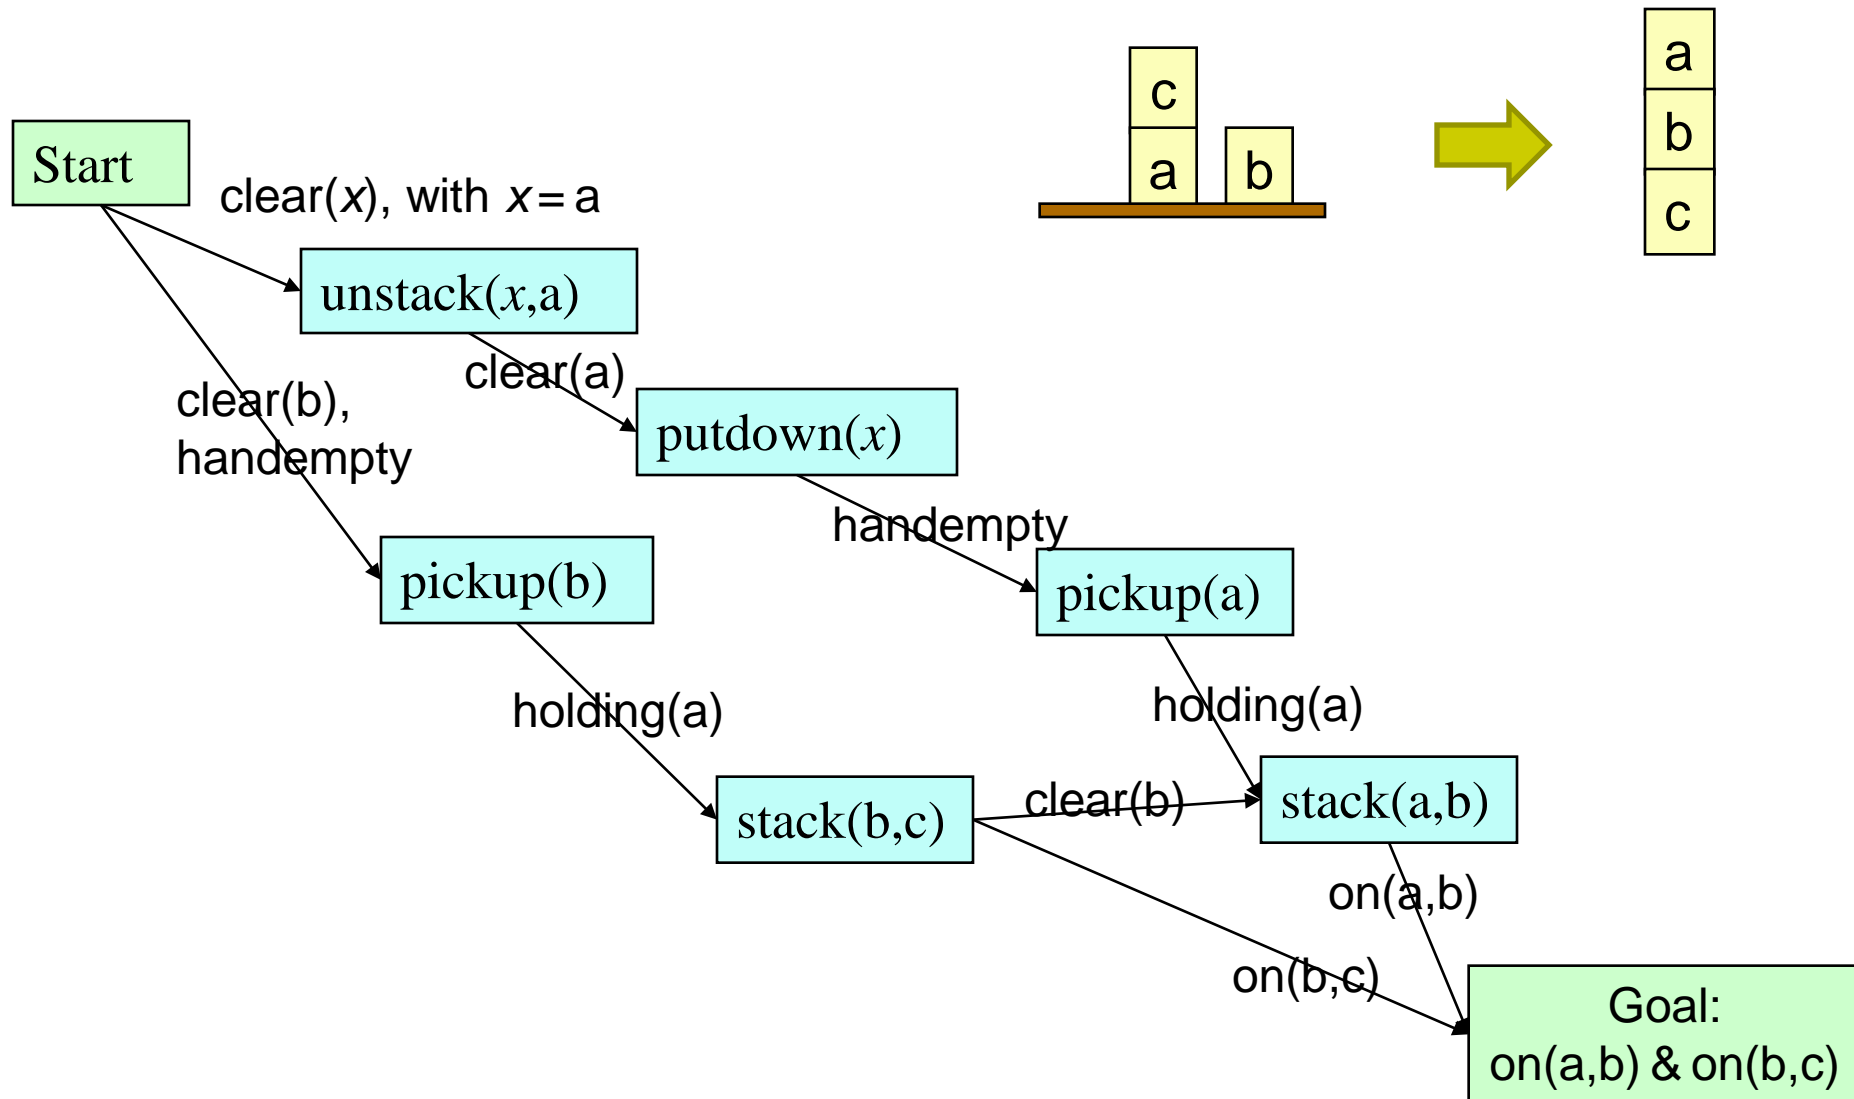 a
c
b
Start
a
b
clear(x), with x = a
c
unstack(x,a)
clear(a)
clear(b),
putdown(x)
handempty
handempty
pickup(b)
pickup(a)
holding(a)
holding(a)
clear(b)
stack(a,b)
stack(b,c)
on(a,b)
on(b,c)
Goal:
on(a,b) & on(b,c)